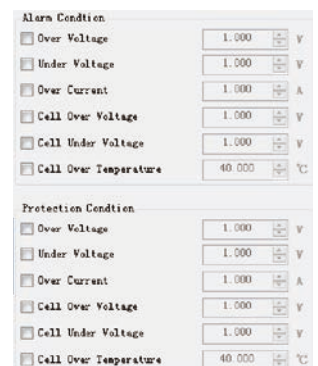 Alarm Condtion
Over Voltage 1.000 V
Under Voltage 1.000 V
Over Current 1.000 A
Cell Over Voltage 1.000 V
Cell Under Voltage 1.000 V
Cell Over Temperature 40.000 ℃
Protection Condtion
Over Voltage 1.000 V
Under Voltage 1.000 V
Over Current 1.000 A
Cell Over Voltage 1.000 V
Cell Under Voltage 1.000 V
Cell Over Temperature 40.000 ℃